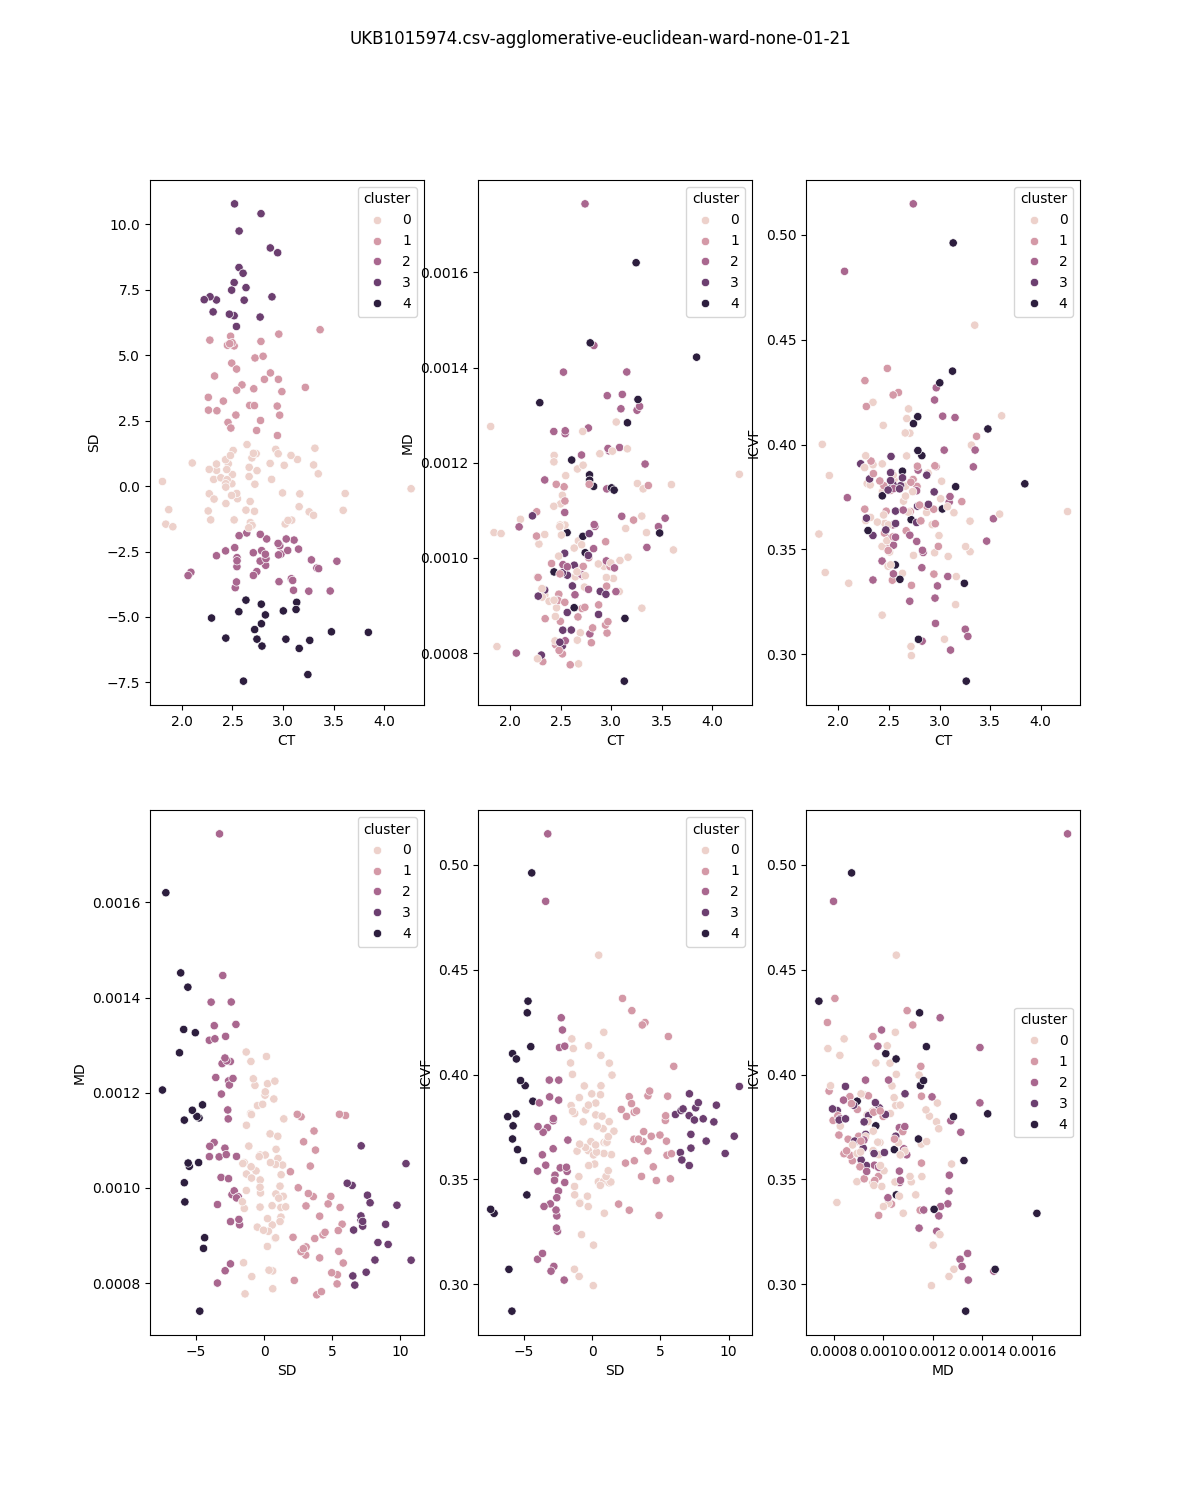 UKB1015974.csv-agglomerative-euclidean-ward-none-01-21
cluster
0
1
2
3
4
10.0
7.5
5.0
2.5
0.0
−2.5
−5.0
−7.5
SD
2.0 2.5 3.0 3.5 4.0
CT
cluster
0
1
2
3
4
0.0016
0.0014
0.0012
0.0010
0.0008
MD
2.0 2.5 3.0 3.5 4.0
CT
cluster
0
1
2
3
4
0.50
0.45
0.40
0.35
0.30
ICVF
2.0 2.5 3.0 3.5 4.0
CT
cluster
0
1
2
3
4
0.0016
0.0014
0.0012
0.0010
0.0008
MD
−5 0 5 10
SD
cluster
0
1
2
3
4
0.50
0.45
0.40
0.35
0.30
ICVF
−5 0 5 10
SD
cluster
0
1
2
3
4
0.50
0.45
0.40
0.35
0.30
ICVF
0.0008 0.0010 0.0012 0.0014 0.0016
MD